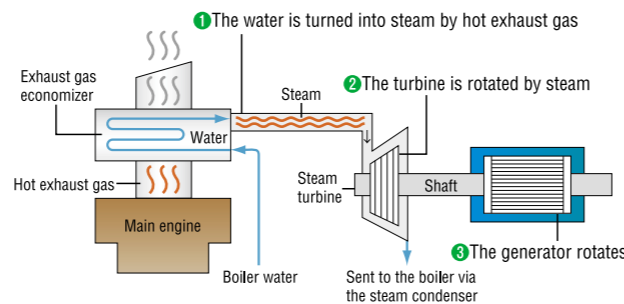 ❶The water is turned into steam by hot exhaust gas
Exhaust gas
economizer
Steam
❷The turbine is rotated by steam
Water
Hot exhaust gas
Steam
turbine
Shaft
Main engine
❸The generator rotates
Boiler water
Sent to the boiler via
the steam condenser